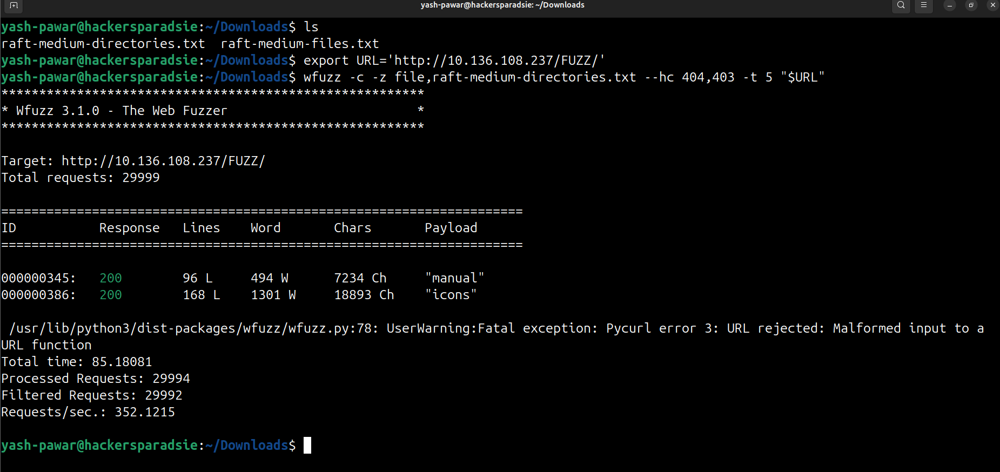 yash-pawar@hackersparadsie: ~/Downloads
yash-pawar@hackersparadsie:~/Downloads$ ls
raft-medium-directories.txt  raft-medium-files.txt
yash-pawar@hackersparadsie:~/Downloads$ export URL='http://10.136.108.237/FUZZ/'
yash-pawar@hackersparadsie:~/Downloads$ wfuzz -c -z file,raft-medium-directories.txt --hc 404,403 -t 5 "$URL"
********************************************************
* Wfuzz 3.1.0 - The Web Fuzzer                         *
********************************************************
Target: http://10.136.108.237/FUZZ/
Total requests: 29999
=====================================================================
ID           Response   Lines    Word       Chars       Payload
=====================================================================
000000345:   200        96 L     494 W      7234 Ch     "manual"
000000386:   200        168 L    1301 W     18893 Ch    "icons"
 /usr/lib/python3/dist-packages/wfuzz/wfuzz.py:78: UserWarning:Fatal exception: Pycurl error 3: URL rejected: Malformed input to a
URL function
Total time: 85.18081
Processed Requests: 29994
Filtered Requests: 29992
Requests/sec.: 352.1215
yash-pawar@hackersparadsie:~/Downloads$